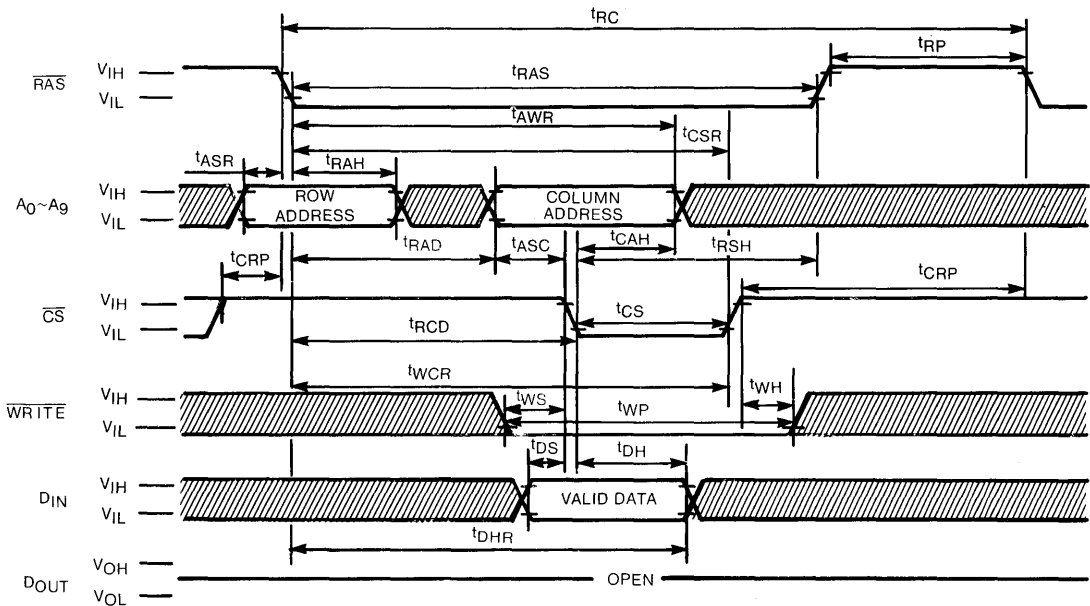 tRC
tRP
RAS VIH
VIL
tRAS
tAWR
tCSR
tASR tRAH
A0~A9 VIH
VIL
ROW ADDRESS
COLUMN ADDRESS
tRAD tASC tCAH tRSH
tCRP tCRP
CS VIH
VIL
tCS
tRCD
tWCR
tWH
WRITE VIH
VIL
tWS tWP
tDS tDH
DIN VIH
VIL
VALID DATA
tDHR
DOUT VOH
VOL
OPEN